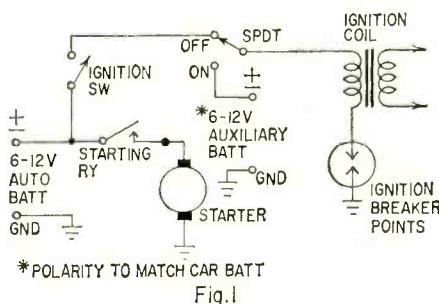 IGNITION
COIL
OFF
SPDT
IGNITION
SW
ON
±
*6-12V
AUXILIARY
BATT
±
6-12V
AUTO
BATT
STARTING
RY
GND
GND
STARTER
IGNITION
BREAKER
POINTS
*POLARITY TO MATCH CAR BATT
Fig.1